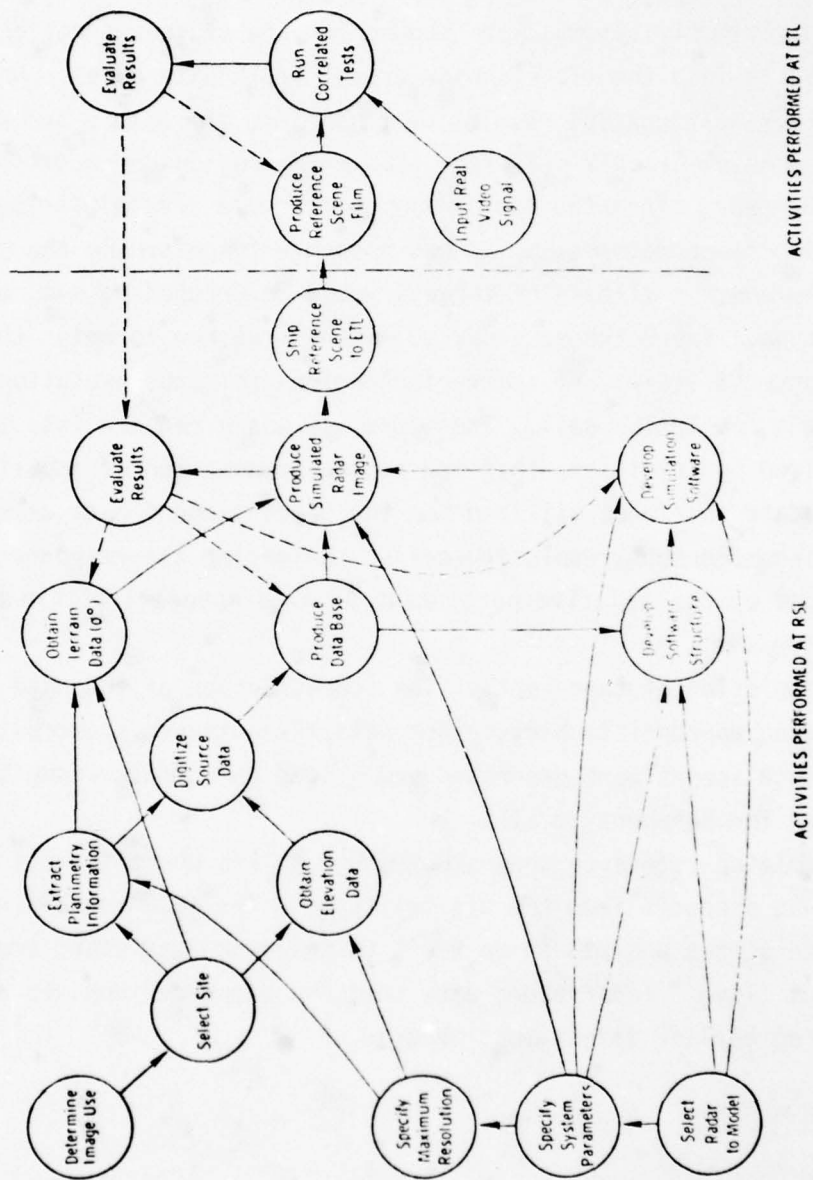 Determine
Image Use
Select Site
Extract
Planimetry
Information
Obtain
Elevation
Data
Digitize
Source
Data
Obtain
Terrain
Data (σ°)
Produce
Data Base
Evaluate
Results
Produce
Simulated
Radar
Image
Ship
Reference
Scene
to ETL
Specify
Maximum
Resolution
Specify
System
Parameters
Select
Radar
to Model
Develop
Software
Structure
Develop
Simulation
Software
Evaluate
Results
Produce
Reference
Scene
Film
Run
Correlated
Tests
Input Real
Video
Signal
ACTIVITIES PERFORMED AT RSL
ACTIVITIES PERFORMED AT ETL